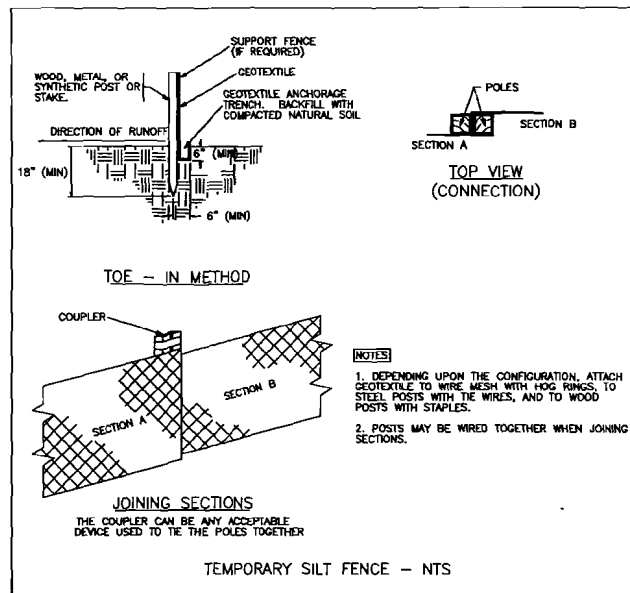 SUPPORT FENCE
(IF REQUIRED)
GEOTEXTILE
WOOD, METAL, OR
SYNTHETIC POST OR
STAKE.
GEOTEXTILE ANCHORAGE
TRENCH. BACKFILL WITH
COMPACTED NATURAL SOIL
DIRECTION OF RUNOFF
6" (MIN)
18" (MIN)
6" (MIN)
TOE - IN METHOD
POLES
SECTION B
SECTION A
TOP VIEW
(CONNECTION)
COUPLER
SECTION A
SECTION B
JOINING SECTIONS
THE COUPLER CAN BE ANY ACCEPTABLE
DEVICE USED TO TIE THE POLES TOGETHER
NOTES
1. DEPENDING UPON THE CONFIGURATION, ATTACH
GEOTEXTILE TO WIRE MESH WITH HOG RINGS, TO
STEEL POSTS WITH TIE WIRES, AND TO WOOD
POSTS WITH STAPLES.
2. POSTS MAY BE WIRED TOGETHER WHEN JOINING
SECTIONS.
TEMPORARY SILT FENCE - NTS